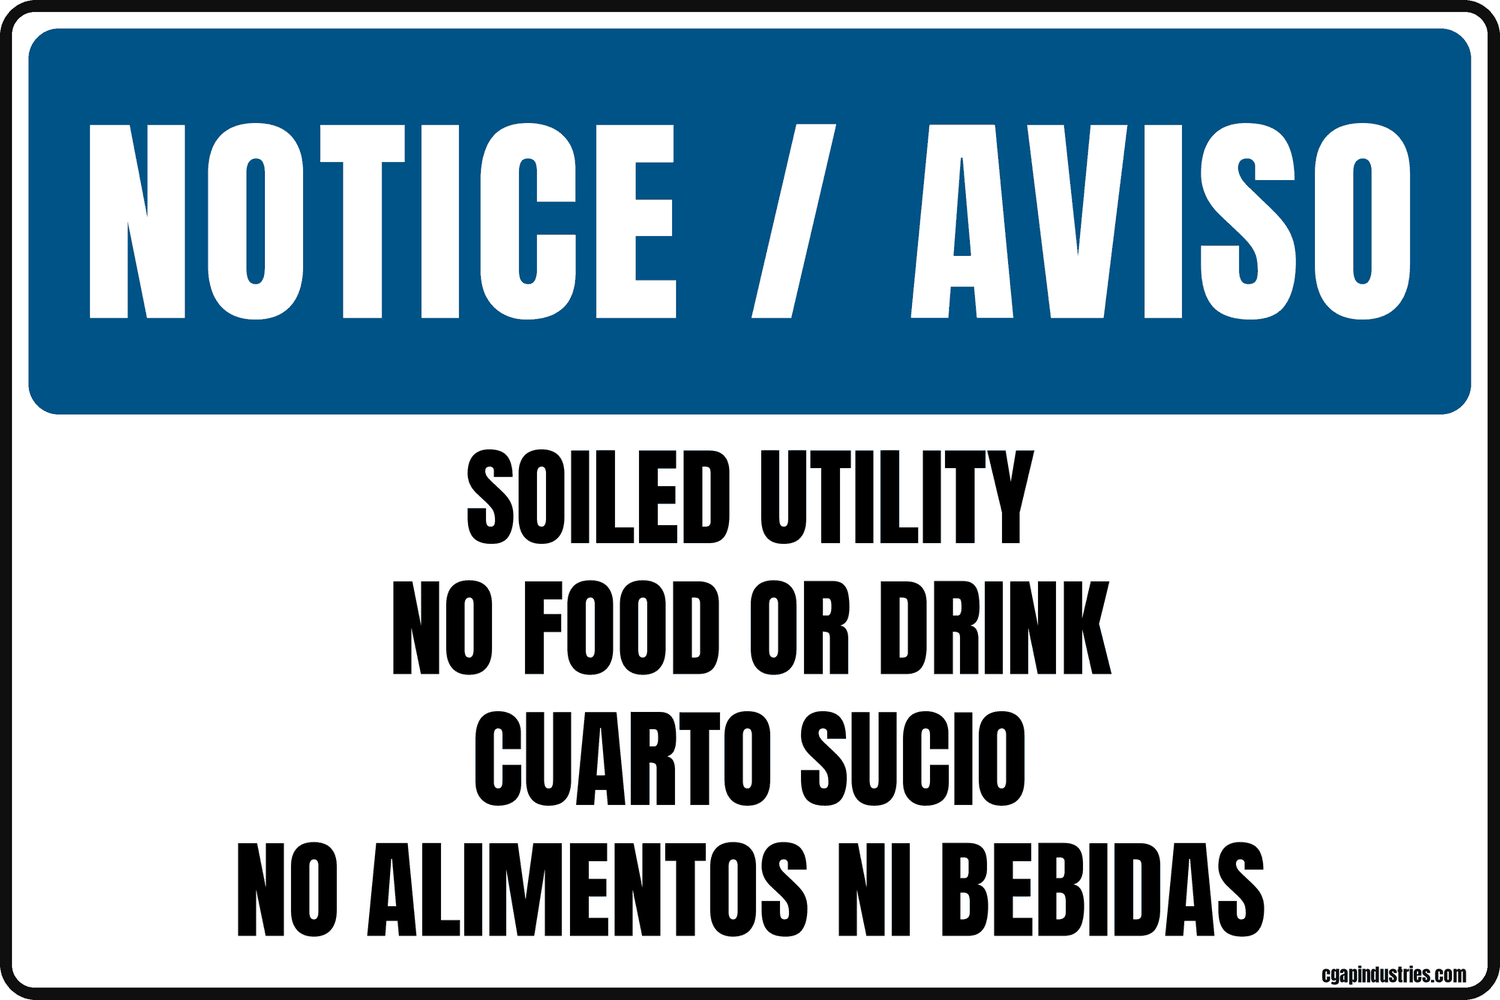 NOTICE / AVISO
SOILED UTILITY
NO FOOD OR DRINK
CUARTO SUCIO
NO ALIMENTOS NI BEBIDAS
cgapindustries.com